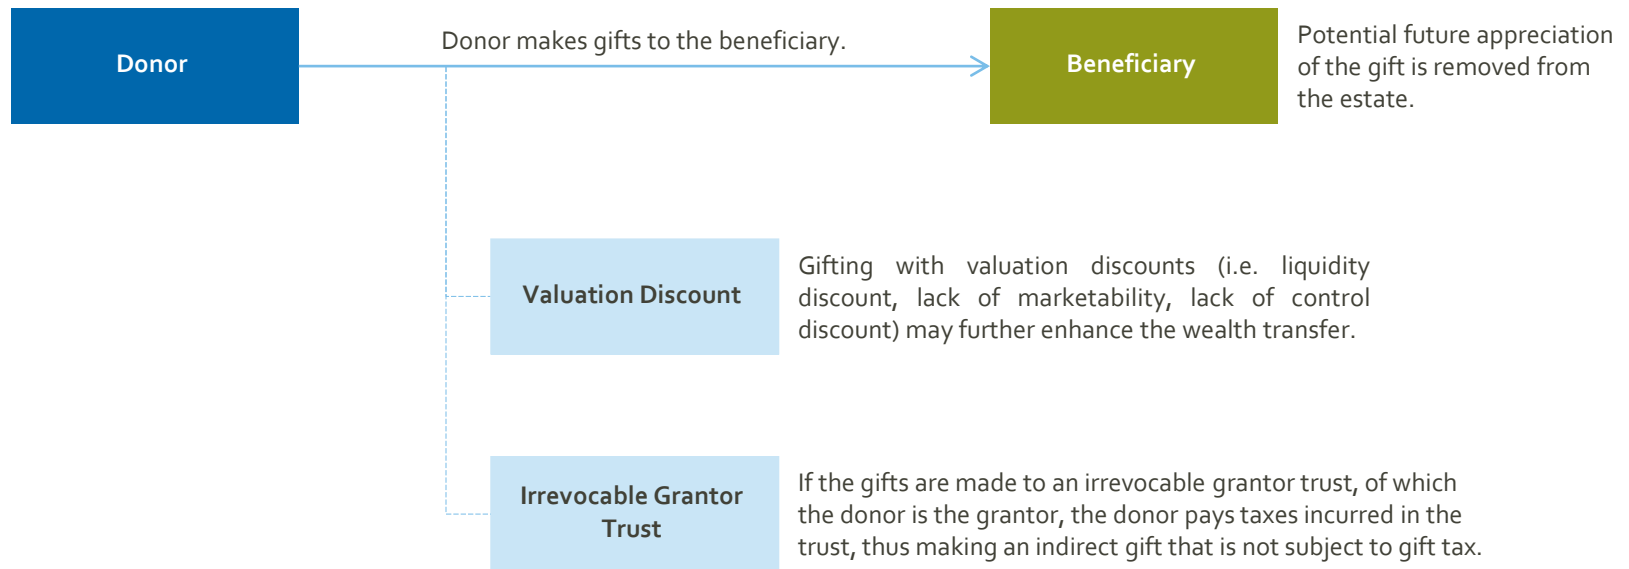 Donor
Donor makes gifts to the beneficiary.
Beneficiary
Potential future appreciation
of the gift is removed from
the estate.
Valuation Discount
Gifting with valuation discounts (i.e. liquidity
discount, lack of marketability, lack of control
discount) may further enhance the wealth transfer.
Irrevocable Grantor
Trust
If the gifts are made to an irrevocable grantor trust, of which
the donor is the grantor, the donor pays taxes incurred in the
trust, thus making an indirect gift that is not subject to gift tax.